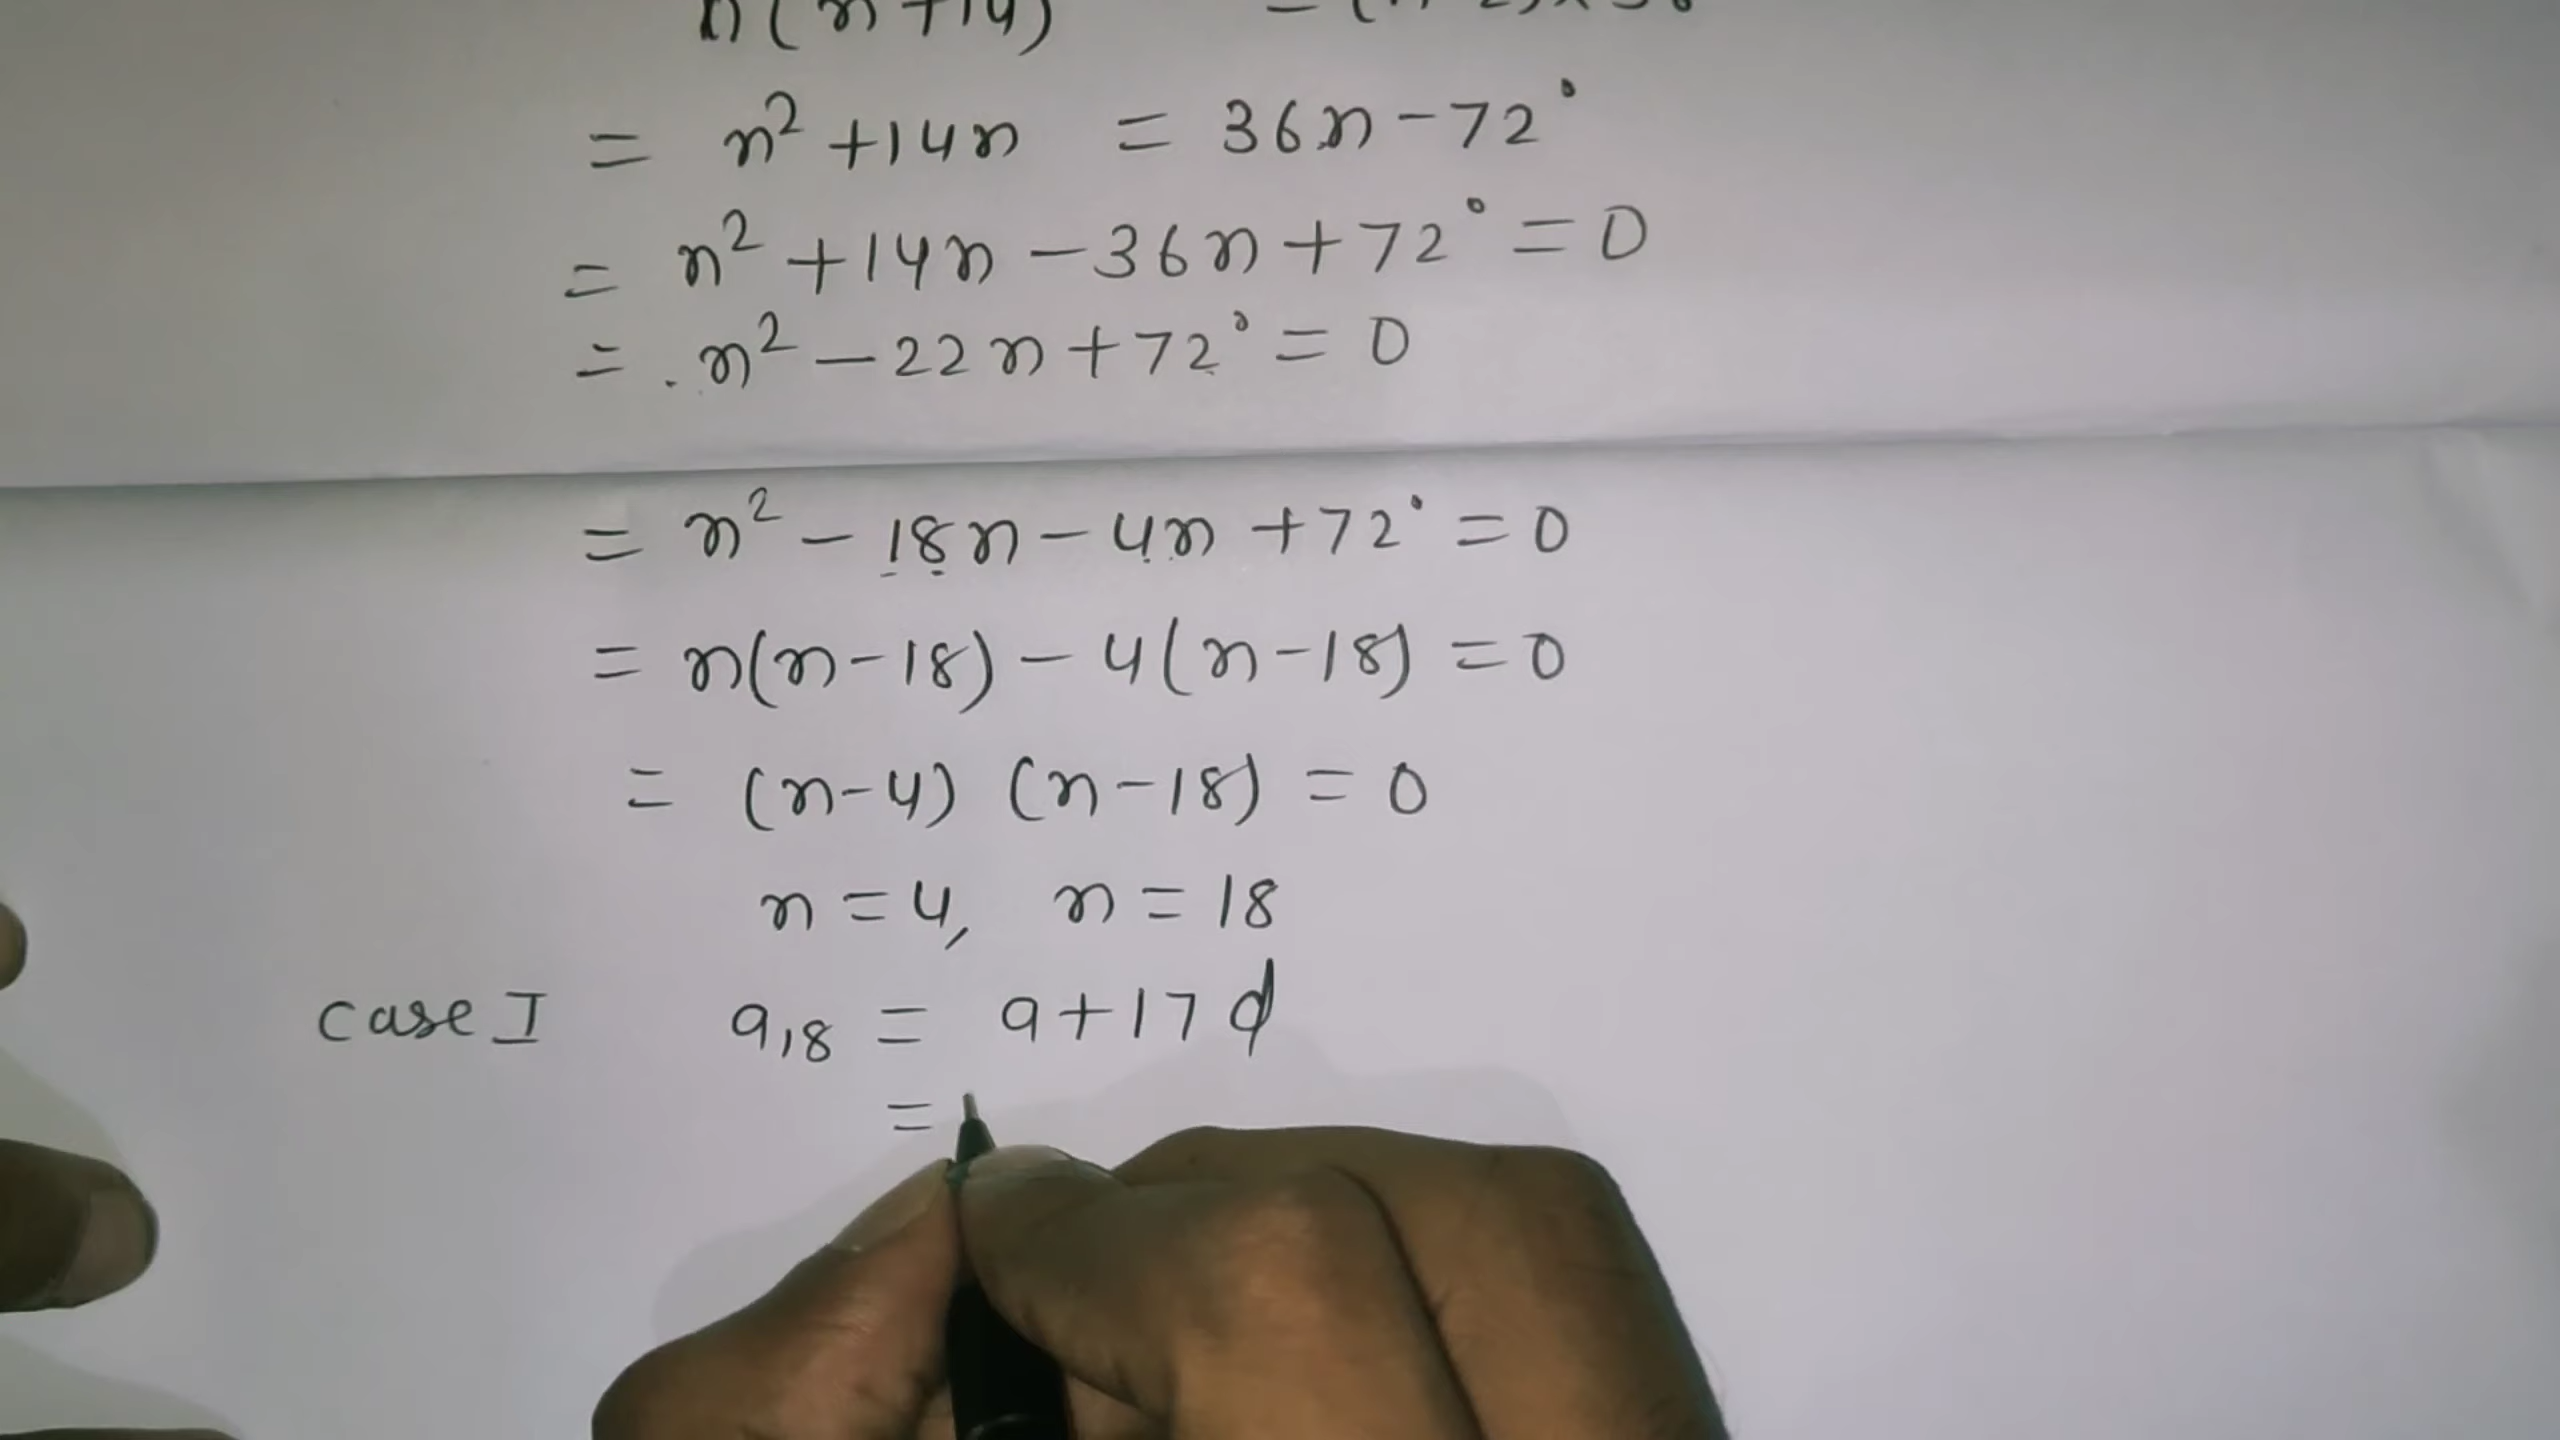 n(n+14)
= n² +14n = 36n-72°
= n² +14n -36n+72° = 0
= n² - 22n+72° = 0
= n² - 18n - 4n +72° = 0
= n(n-18) - 4(n-18) = 0
= (n-4) (n-18) = 0
n = 4, n = 18
case I a₁₈ = a+17d
=